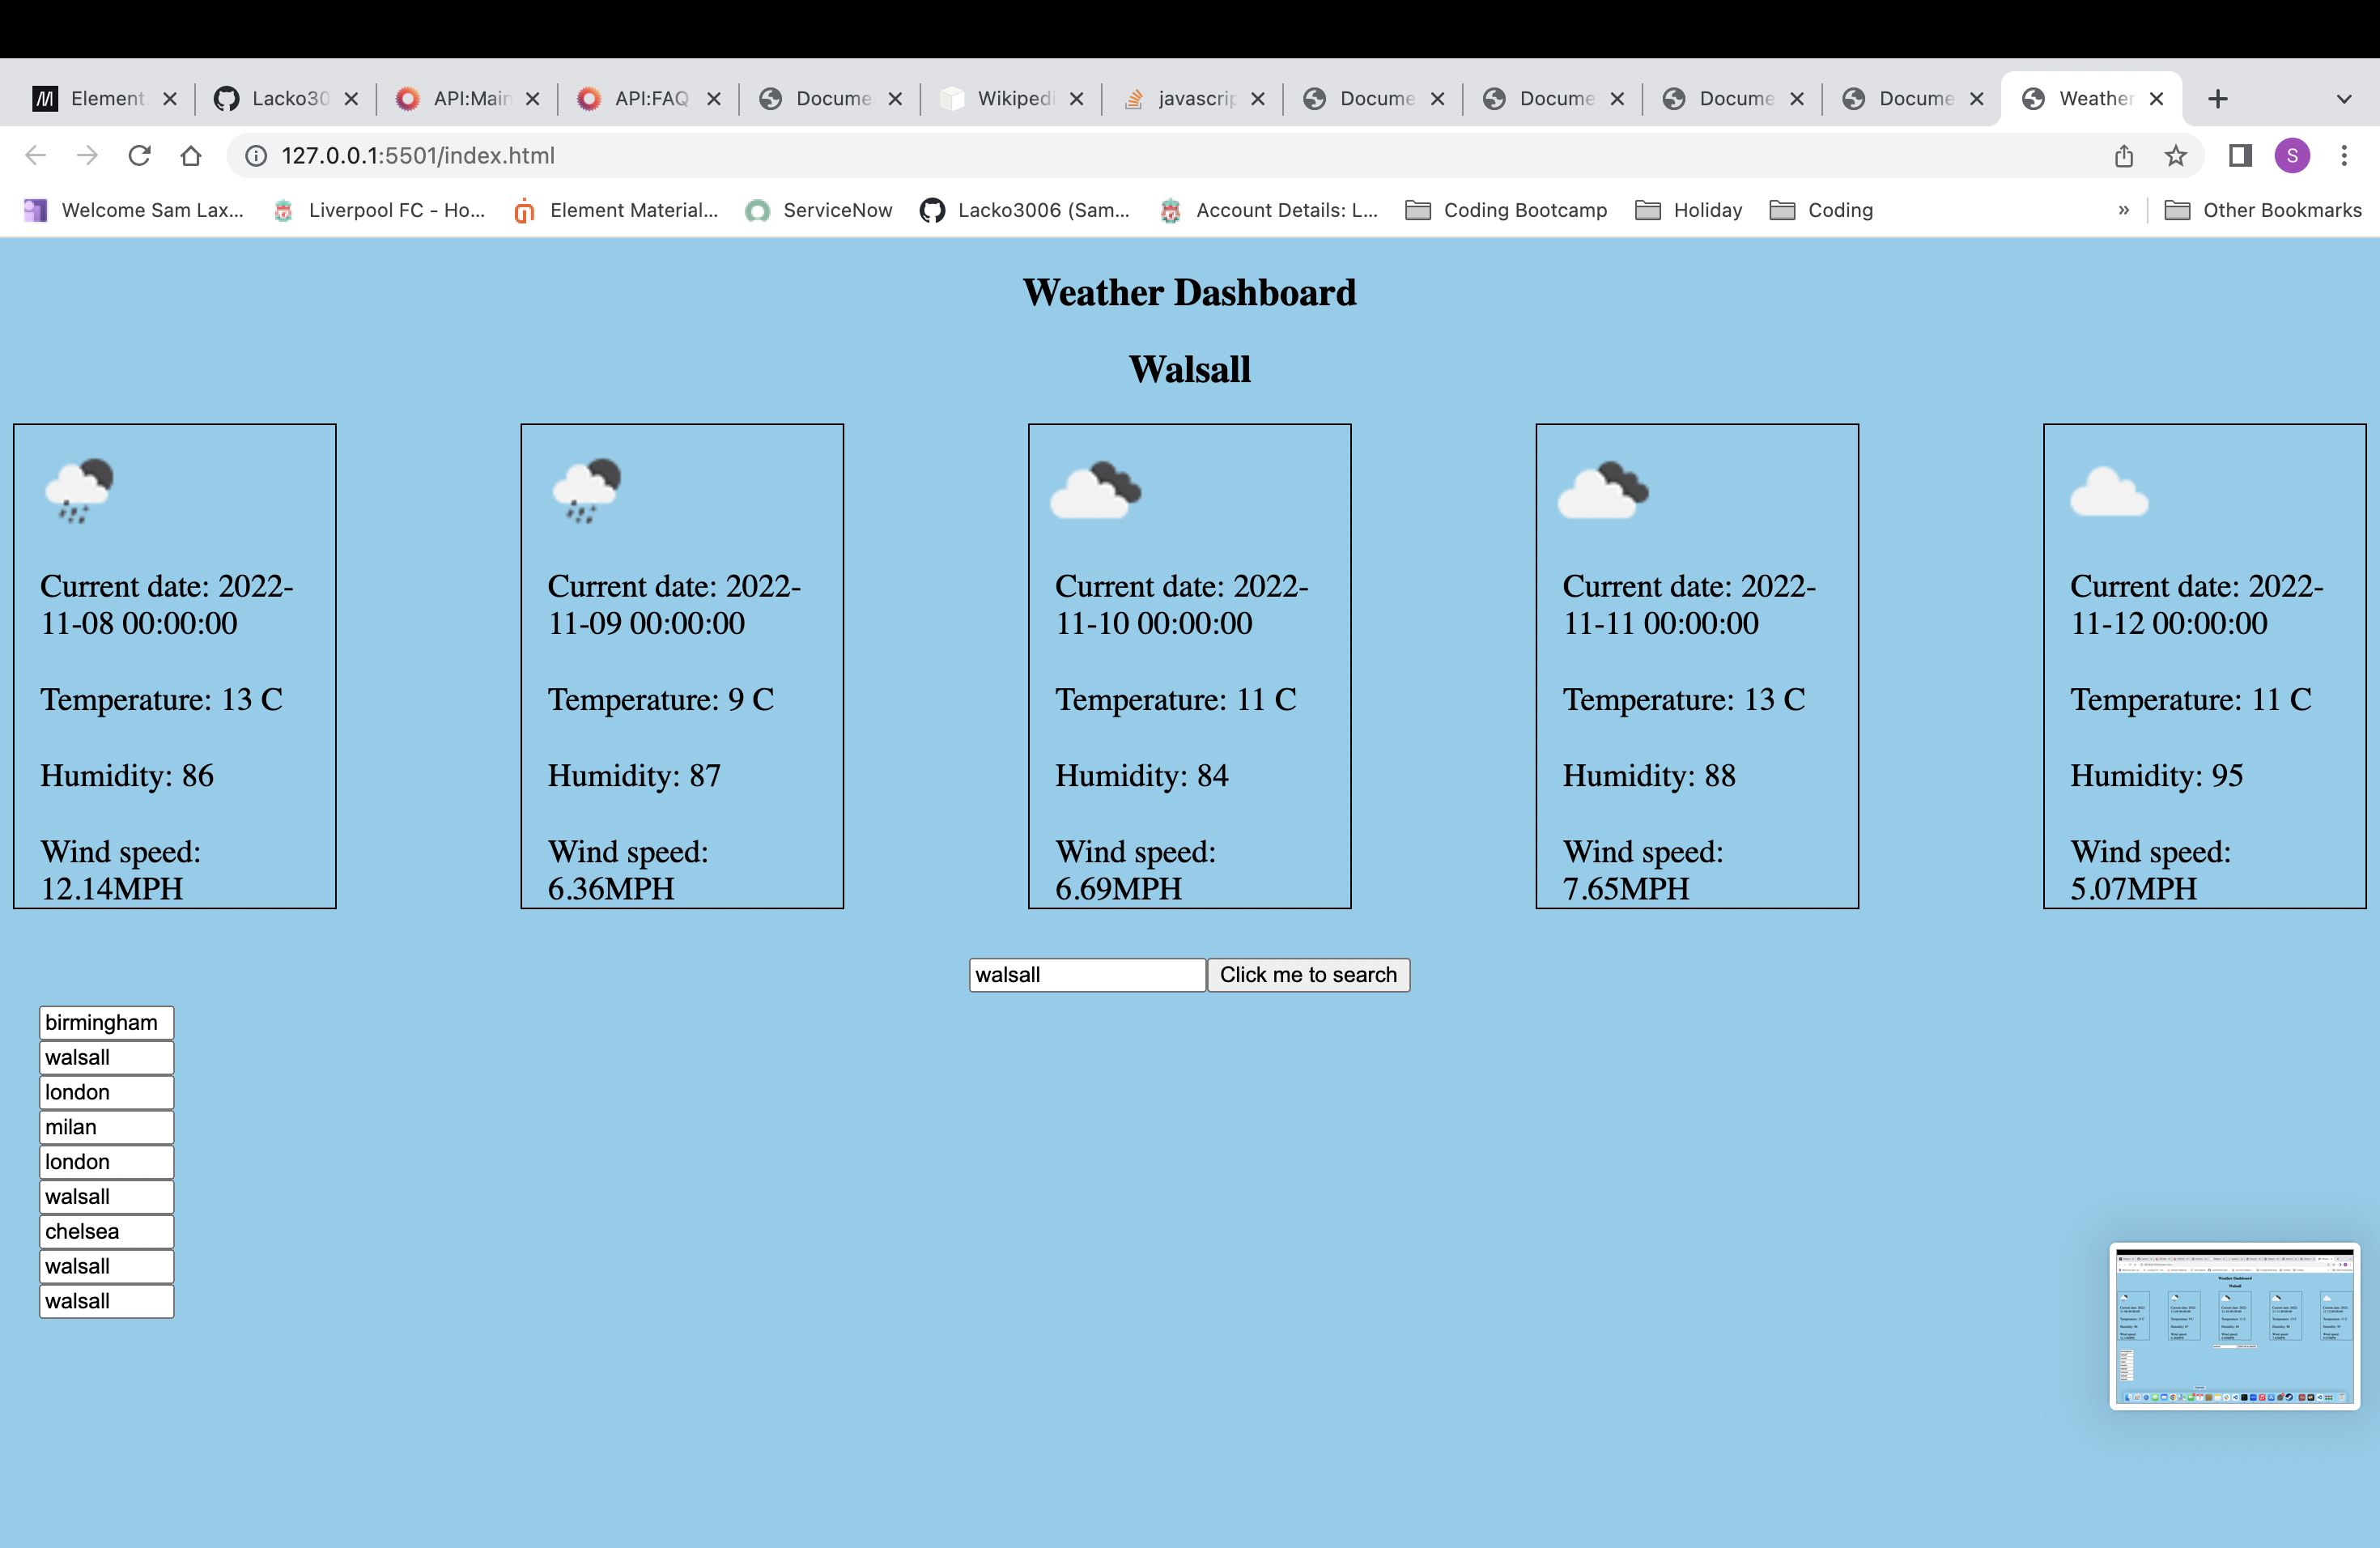 Element
Lacko30
API:Main
API:FAQ
Docume
Wikipedi
javascrip
Docume
Docume
Docume
Docume
Weather
127.0.0.1:5501/index.html
S
Welcome Sam Lax...
Liverpool FC - Ho...
Element Material...
ServiceNow
Lacko3006 (Sam...
Account Details: L...
Coding Bootcamp
Holiday
Coding
»
Other Bookmarks
Weather Dashboard
Walsall
Current date: 2022-
11-08 00:00:00
Temperature: 13 C
Humidity: 86
Wind speed:
12.14MPH
Current date: 2022-
11-09 00:00:00
Temperature: 9 C
Humidity: 87
Wind speed:
6.36MPH
Current date: 2022-
11-10 00:00:00
Temperature: 11 C
Humidity: 84
Wind speed:
6.69MPH
Current date: 2022-
11-11 00:00:00
Temperature: 13 C
Humidity: 88
Wind speed:
7.65MPH
Current date: 2022-
11-12 00:00:00
Temperature: 11 C
Humidity: 95
Wind speed:
5.07MPH
walsall
Click me to search
birmingham
walsall
london
milan
london
walsall
chelsea
walsall
walsall
Weather Dashboard
Walsall